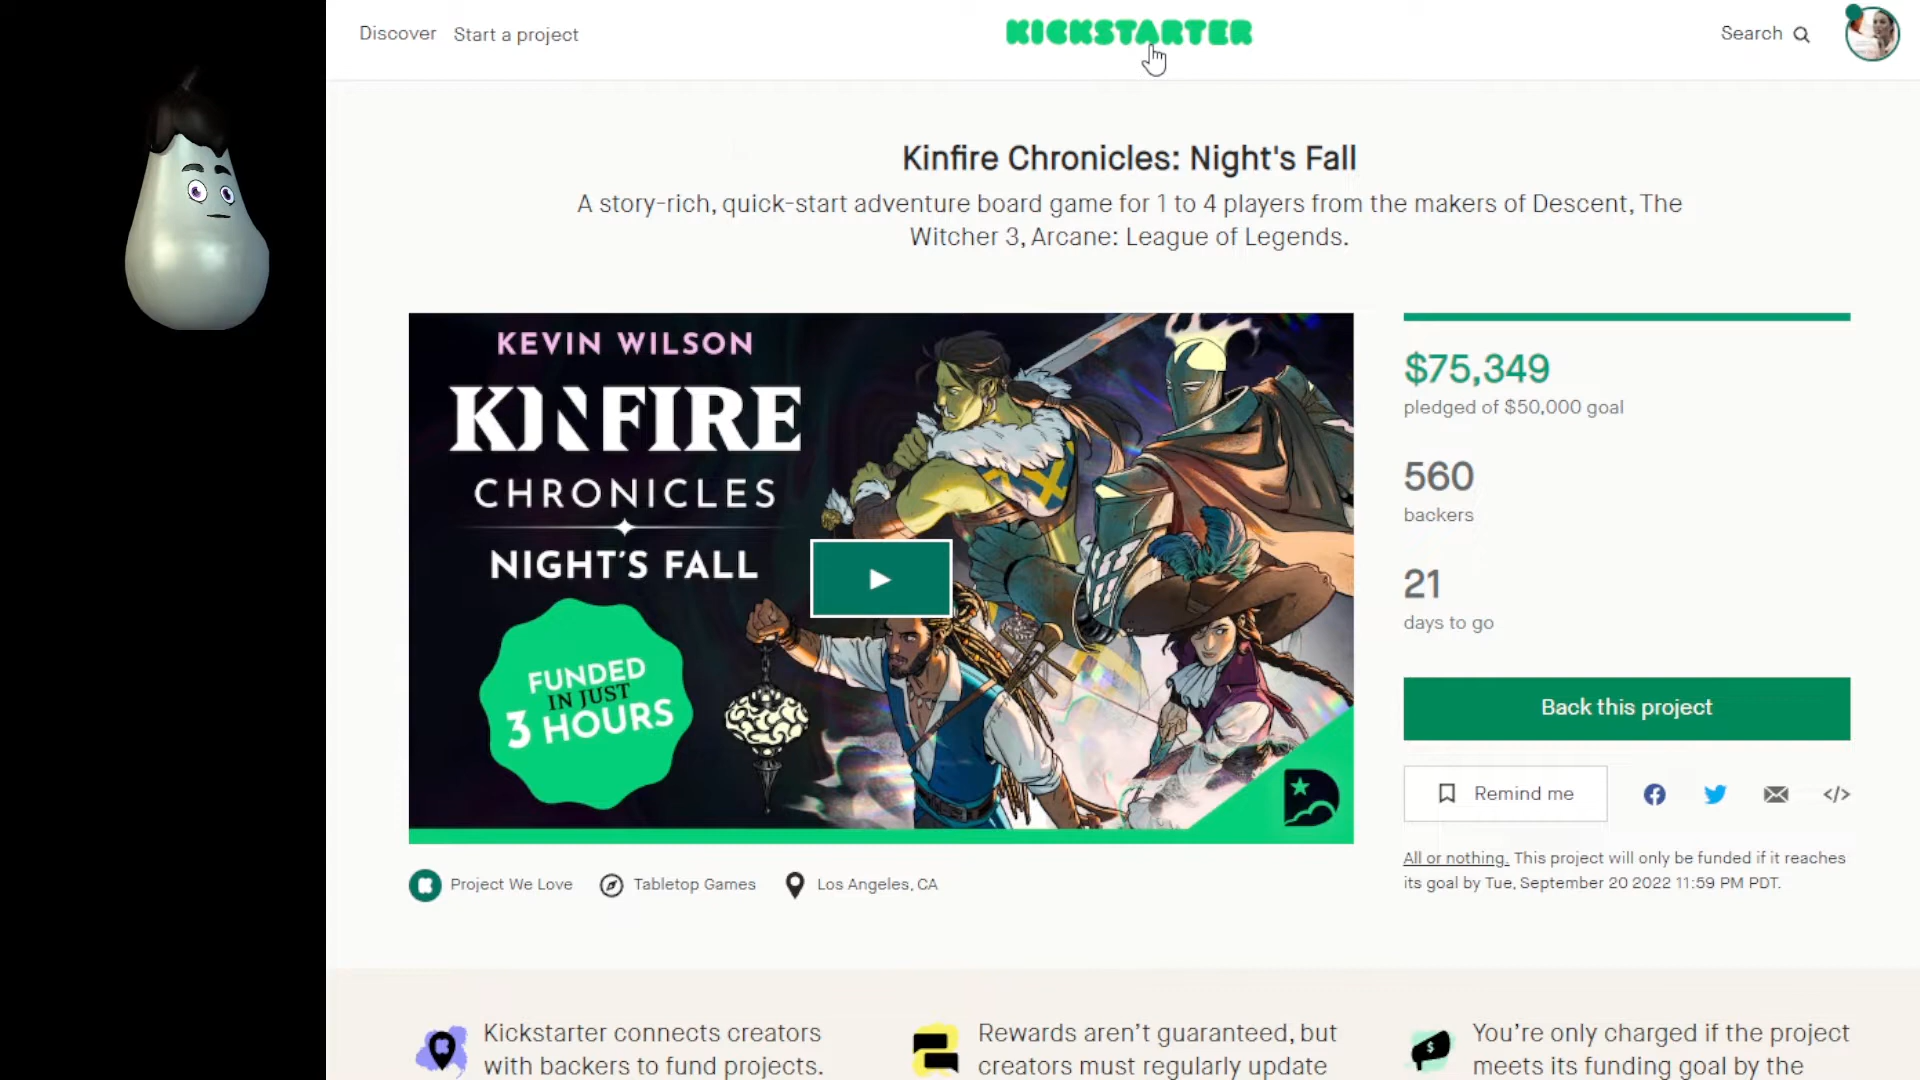 Discover
Start a project
KICKSTARTER
Search
Kinfire Chronicles: Night's Fall
A story-rich, quick-start adventure board game for 1 to 4 players from the makers of Descent, The
Witcher 3, Arcane: League of Legends.
KEVIN WILSON
KINFIRE
CHRONICLES
NIGHT'S FALL
FUNDED
IN JUST
3 HOURS
$75,349
pledged of $50,000 goal
560
backers
21
days to go
Back this project
Remind me
All or nothing. This project will only be funded if it reaches
its goal by Tue, September 20 2022 11:59 PM PDT.
Project We Love
Tabletop Games
Los Angeles, CA
Kickstarter connects creators
with backers to fund projects.
Rewards aren't guaranteed, but
creators must regularly update
You're only charged if the project
meets its funding goal by the